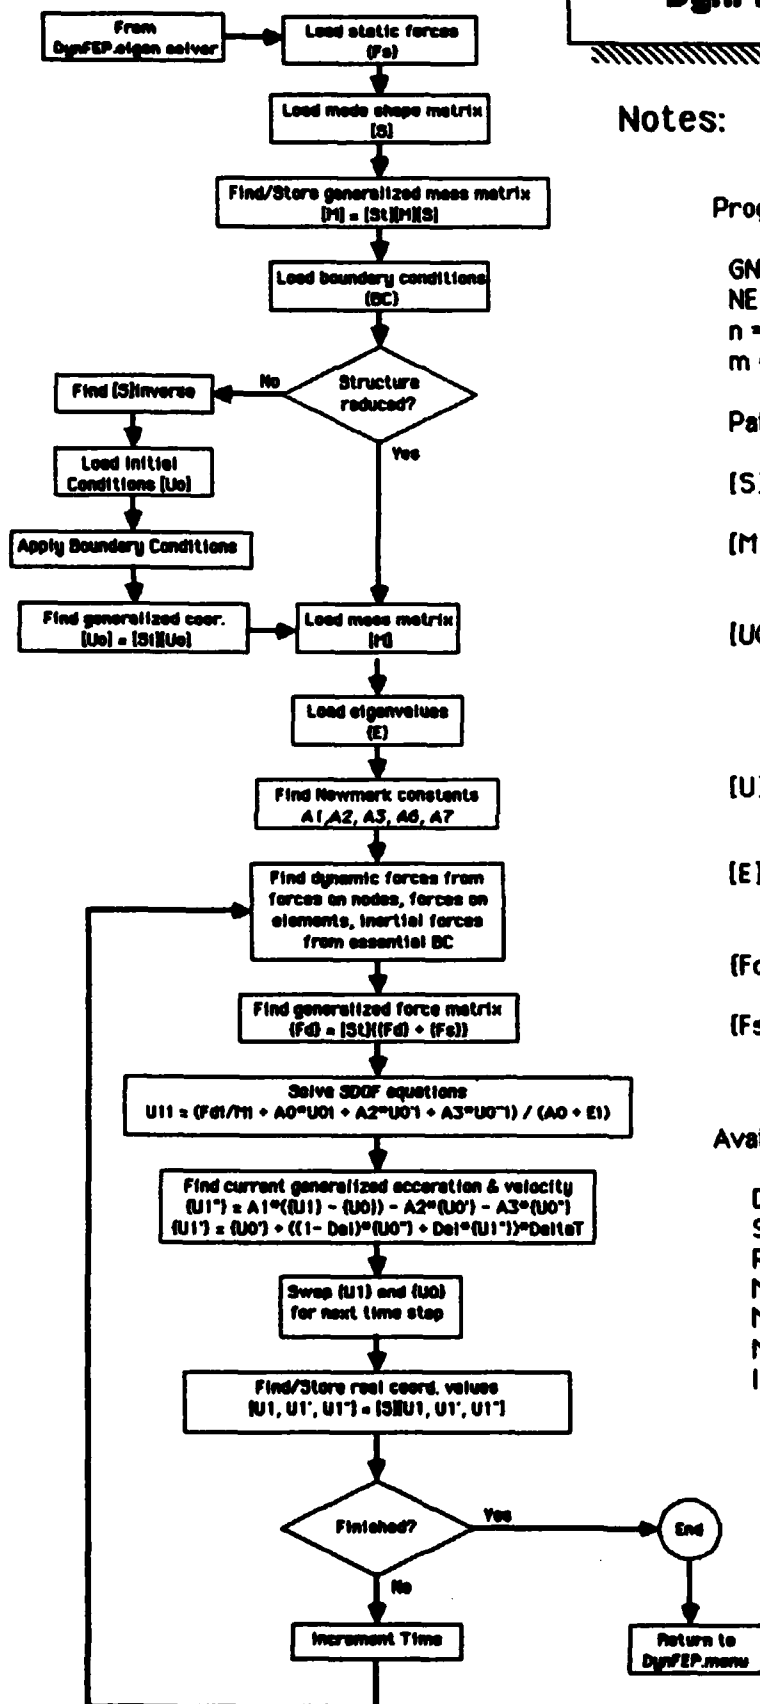 From
DynFEP.eigen solver
Load static forces
{Fs}
Load mode shape matrix
[S]
Find/Store generalized mass matrix
[M] = [St][M][S]
Load boundary conditions
{BC}
Structure
reduced?
No
Yes
Find [S]inverse
Load initial
Conditions [Uo]
Apply Boundary Conditions
Find generalized coor.
[Uo] = [Si][Uo]
Load mass matrix
[M]
Load eigenvalues
{E}
Find Newmark constants
A1,A2, A3, A6, A7
Find dynamic forces from
forces on nodes, forces on
elements, inertial forces
from essential BC
Find generalized force matrix
{Fd} = [St]{{Fd} + {Fs}}
Solve SDOF equations
U1i = (Fdi/Mi + A0*U0i + A2*U0'i + A3*U0"i) / (A0 + Ei)
Find current generalized acceration & velocity
{U1"} = A1*({U1} - {U0}) - A2*{U0'} - A3*{U0"}
{U1'} = {U0'} + ((1- Del)*{U0"} + Del*{U1"})*DeltaT
Swap {U1} and {U0}
for next time step
Find/Store real coord. values
[U1, U1', U1"] = [S][U1, U1', U1"]
Finished?
Yes
No
End
Increment Time
Return to
DynFEP.menu
Notes:
Prog
GN
NE
n =
m
[S]
[M
[U
[U]
[E]
{Fs
Avai